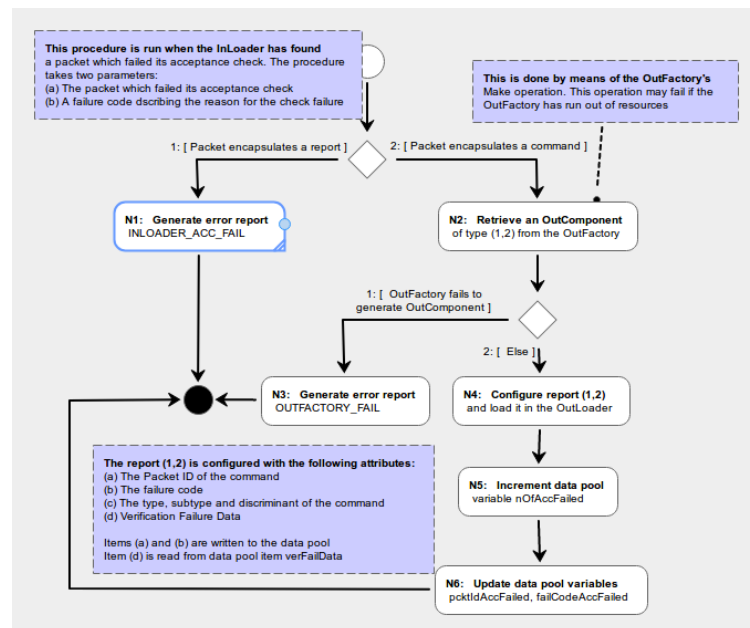 This procedure is run when the InLoader has found
a packet which failed its acceptance check. The procedure
takes two parameters:
(a) The packet which failed its acceptance check
(b) A failure code dscribing the reason for the check failure
This is done by means of the OutFactory's
Make operation. This operation may fail if the
OutFactory has run out of resources
1: [ Packet encapsulates a report ]
2: [ Packet encapsulates a command ]
N1: Generate error report
INLOADER_ACC_FAIL
N2: Retrieve an OutComponent
of type (1,2) from the OutFactory
1: [ OutFactory fails to
generate OutComponent ]
2: [ Else ]
N3: Generate error report
OUTFACTORY_FAIL
N4: Configure report (1,2)
and load it in the OutLoader
The report (1,2) is configured with the following attributes:
(a) The Packet ID of the command
(b) The failure code
(c) The type, subtype and discriminant of the command
(d) Verification Failure Data
Items (a) and (b) are written to the data pool
Item (d) is read from data pool item verFailData
N5: Increment data pool
variable nOfAccFailed
N6: Update data pool variables
pcktIdAccFailed, failCodeAccFailed